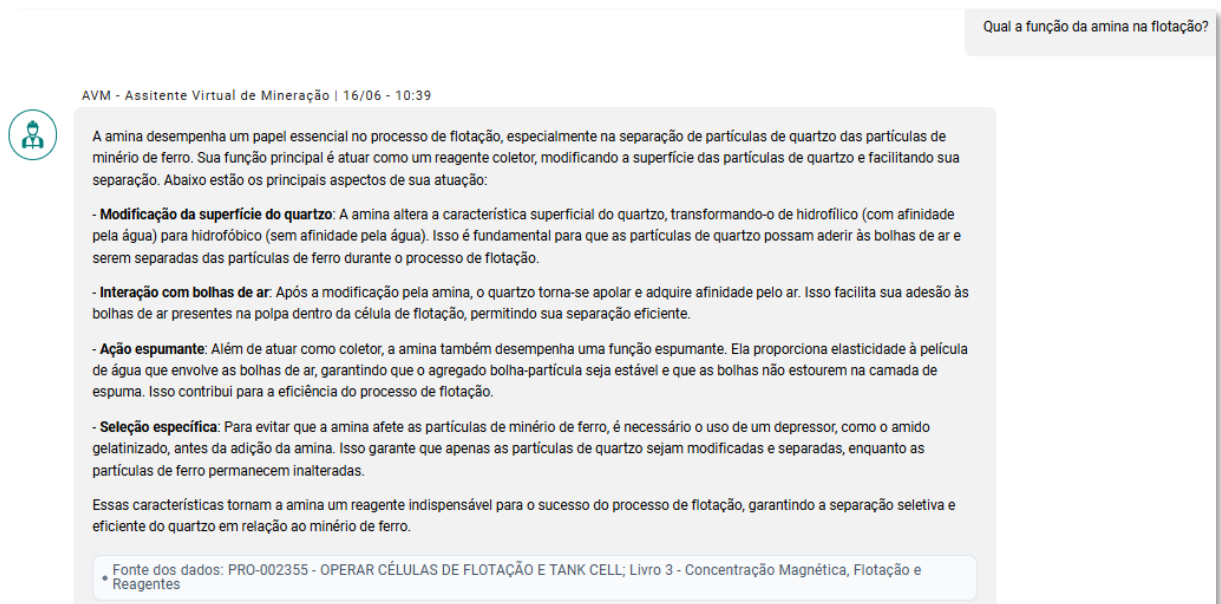 Qual a função da amina na flotação?
AVM - Assitente Virtual de Mineração | 16/06 - 10:39
A amina desempenha um papel essencial no processo de flotação, especialmente na separação de partículas de quartzo das partículas de
minério de ferro. Sua função principal é atuar como um reagente coletor, modificando a superfície das partículas de quartzo e facilitando sua
separação. Abaixo estão os principais aspectos de sua atuação:
- Modificação da superfície do quartzo: A amina altera a característica superficial do quartzo, transformando-o de hidrofílico (com afinidade
pela água) para hidrofóbico (sem afinidade pela água). Isso é fundamental para que as partículas de quartzo possam aderir às bolhas de ar e
serem separadas das partículas de ferro durante o processo de flotação.
- Interação com bolhas de ar: Após a modificação pela amina, o quartzo torna-se apolar e adquire afinidade pelo ar. Isso facilita sua adesão às
bolhas de ar presentes na polpa dentro da célula de flotação, permitindo sua separação eficiente.
- Ação espumante: Além de atuar como coletor, a amina também desempenha uma função espumante. Ela proporciona elasticidade à película
de água que envolve as bolhas de ar, garantindo que o agregado bolha-partícula seja estável e que as bolhas não estourem na camada de
espuma. Isso contribui para a eficiência do processo de flotação.
- Seleção específica: Para evitar que a amina afete as partículas de minério de ferro, é necessário o uso de um depressor, como o amido
gelatinizado, antes da adição da amina. Isso garante que apenas as partículas de quartzo sejam modificadas e separadas, enquanto as
partículas de ferro permanecem inalteradas.
Essas características tornam a amina um reagente indispensável para o sucesso do processo de flotação, garantindo a separação seletiva e
eficiente do quartzo em relação ao minério de ferro.
• Fonte dos dados: PRO-002355 - OPERAR CÉLULAS DE FLOTAÇÃO E TANK CELL; Livro 3 - Concentração Magnética, Flotação e
Reagentes